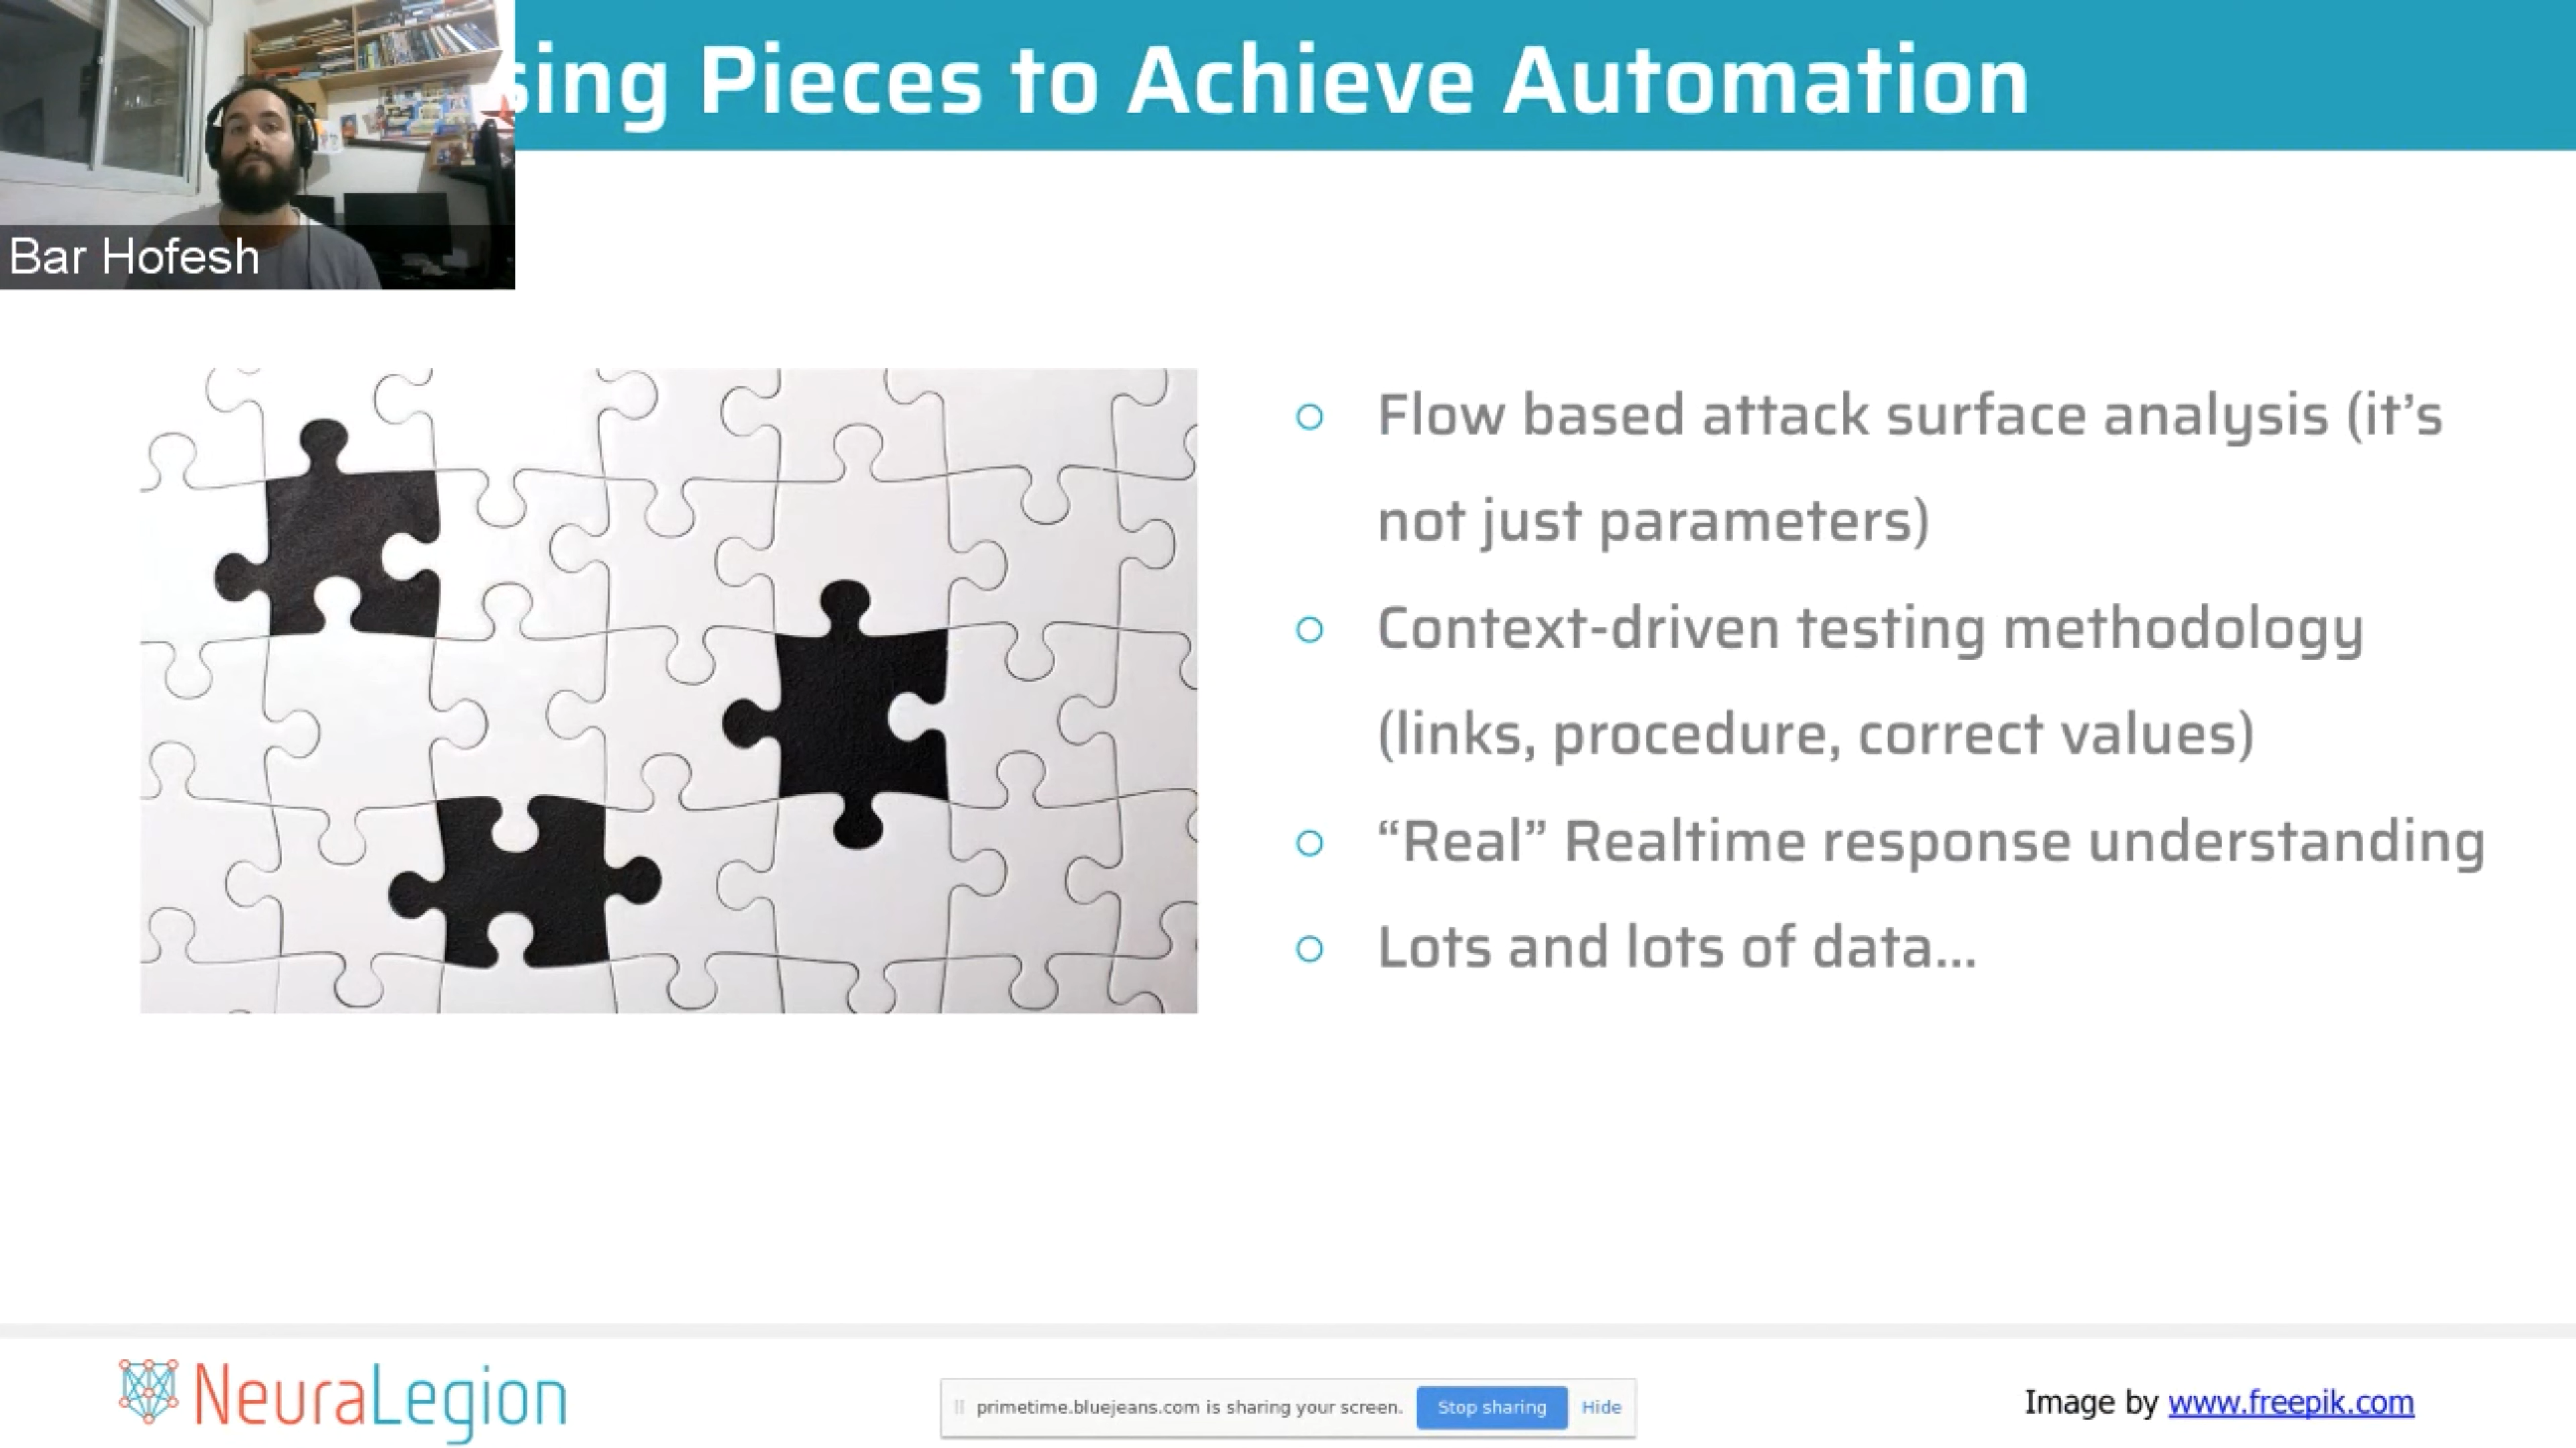 sing Pieces to Achieve Automation
Bar Hofesh
○ Flow based attack surface analysis (it’s
not just parameters)
○ Context-driven testing methodology
(links, procedure, correct values)
○ “Real” Realtime response understanding
○ Lots and lots of data...
NeuraLegion
primetime.bluejeans.com is sharing your screen. Stop sharing Hide
Image by www.freepik.com